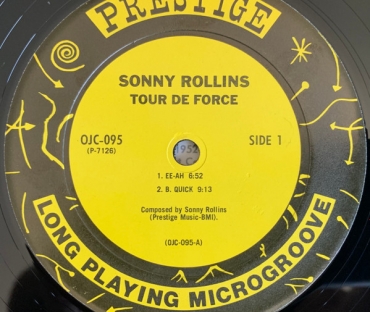 PRESTIGE
SONNY ROLLINS
TOUR DE FORCE
OJC-095
(P-7126)
SIDE 1
1952
1. EE-AH 6:52
2. B. QUICK 9:13
Composed by Sonny Rollins
(Prestige Music-BMI).
(OJC-095-A)
LONG PLAYING MICROGROOVE